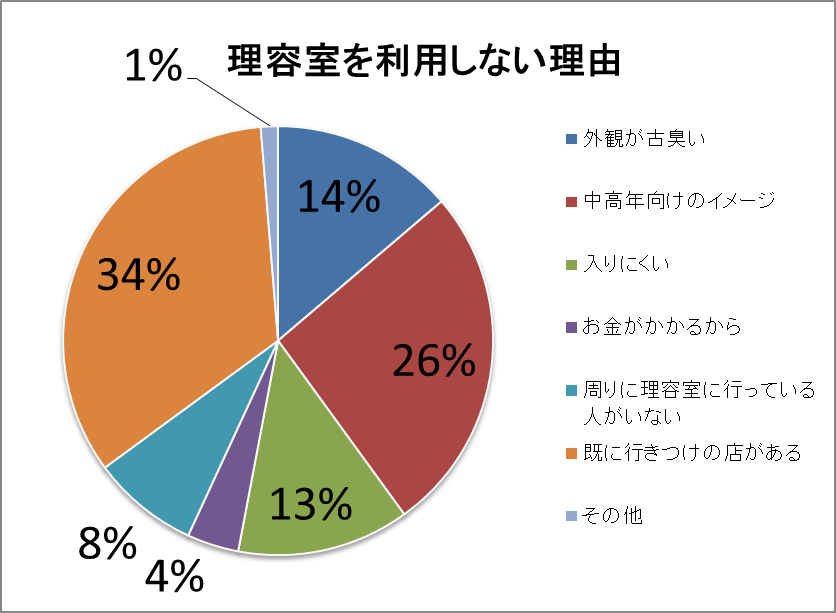 理容室を利用しない理由
1%
14%
26%
13%
4%
8%
34%
外観が古臭い
中高年向けのイメージ
入りにくい
お金がかかるから
周りに理容室に行っている
人がいない
既に行きつけの店がある
その他